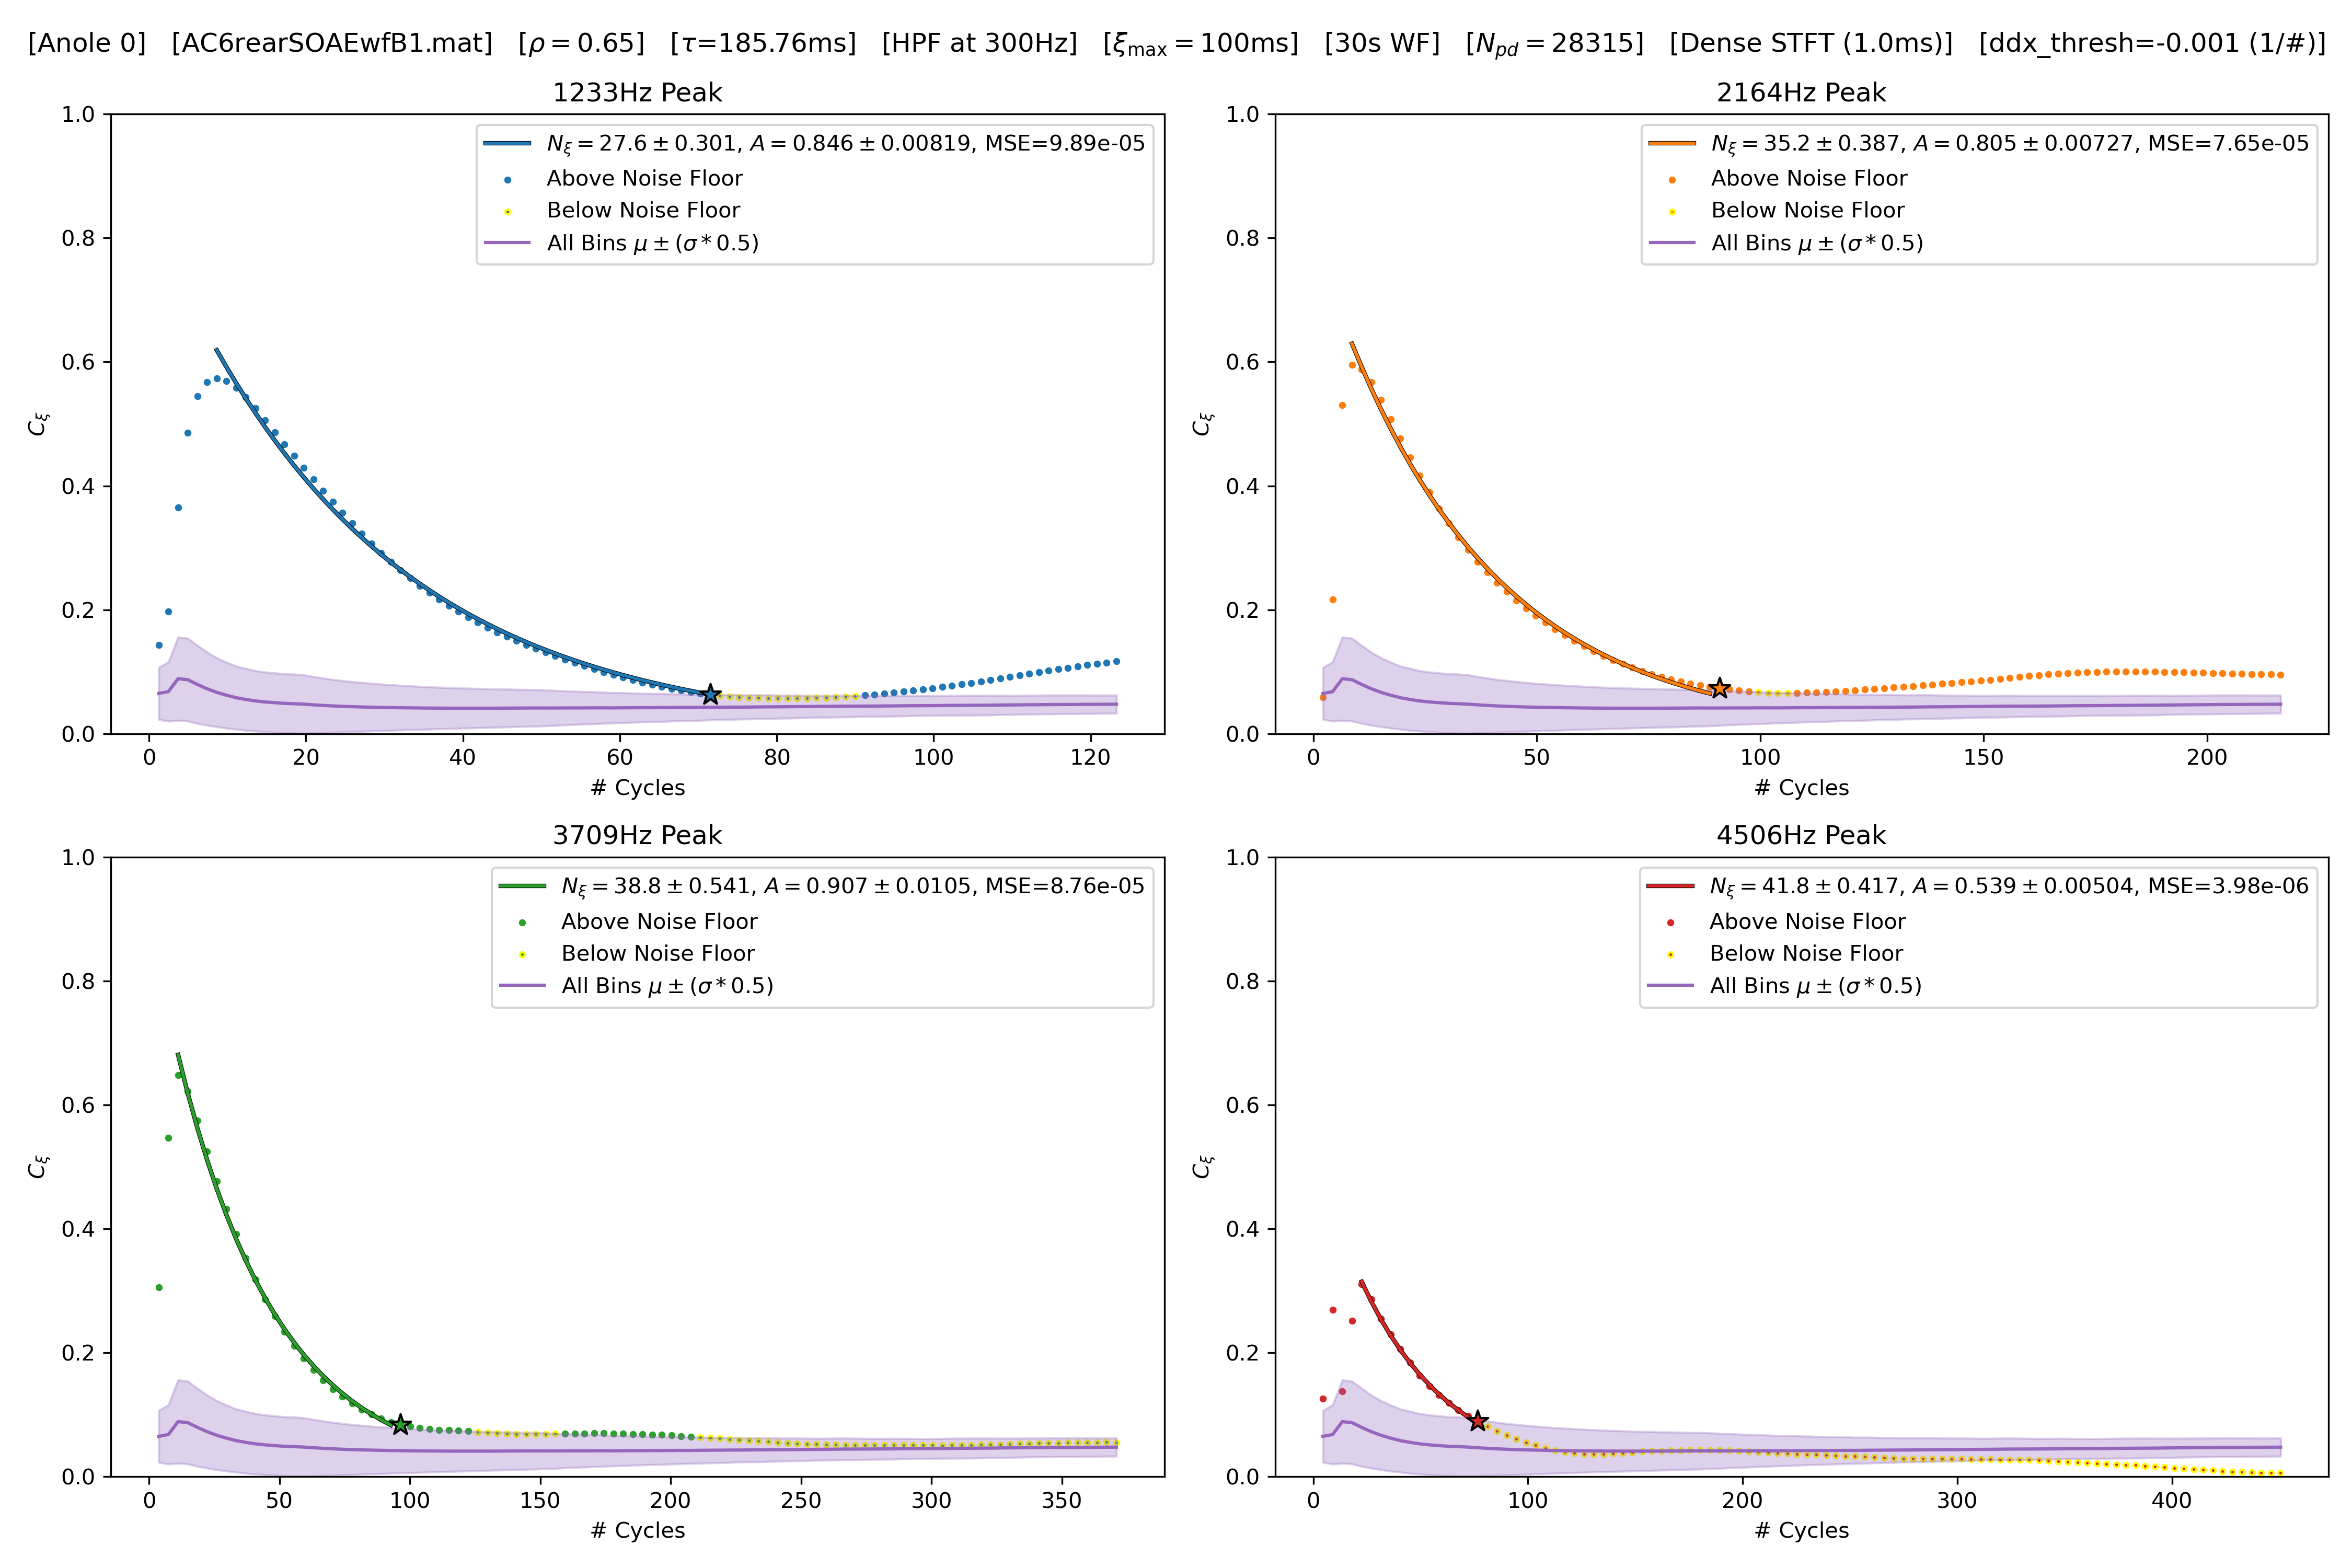 [Anole 0]   [AC6rearSOAEwfB1.mat]   [ρ = 0.65]   [τ=185.76ms]   [HPF at 300Hz]   [ξmax = 100ms]   [30s WF]   [Npd = 28315]   [Dense STFT (1.0ms)]   [ddx_thresh=-0.001 (1/#)]
1233Hz Peak
Nξ = 27.6 ± 0.301, A = 0.846 ± 0.00819, MSE=9.89e-05
Above Noise Floor
Below Noise Floor
All Bins μ ± (σ * 0.5)
1.0
0.8
0.6
0.4
0.2
0.0
Cξ
0 20 40 60 80 100 120
# Cycles
2164Hz Peak
Nξ = 35.2 ± 0.387, A = 0.805 ± 0.00727, MSE=7.65e-05
Above Noise Floor
Below Noise Floor
All Bins μ ± (σ * 0.5)
1.0
0.8
0.6
0.4
0.2
0.0
Cξ
0 50 100 150 200
# Cycles
3709Hz Peak
Nξ = 38.8 ± 0.541, A = 0.907 ± 0.0105, MSE=8.76e-05
Above Noise Floor
Below Noise Floor
All Bins μ ± (σ * 0.5)
1.0
0.8
0.6
0.4
0.2
0.0
Cξ
0 50 100 150 200 250 300 350
# Cycles
4506Hz Peak
Nξ = 41.8 ± 0.417, A = 0.539 ± 0.00504, MSE=3.98e-06
Above Noise Floor
Below Noise Floor
All Bins μ ± (σ * 0.5)
1.0
0.8
0.6
0.4
0.2
0.0
Cξ
0 100 200 300 400
# Cycles